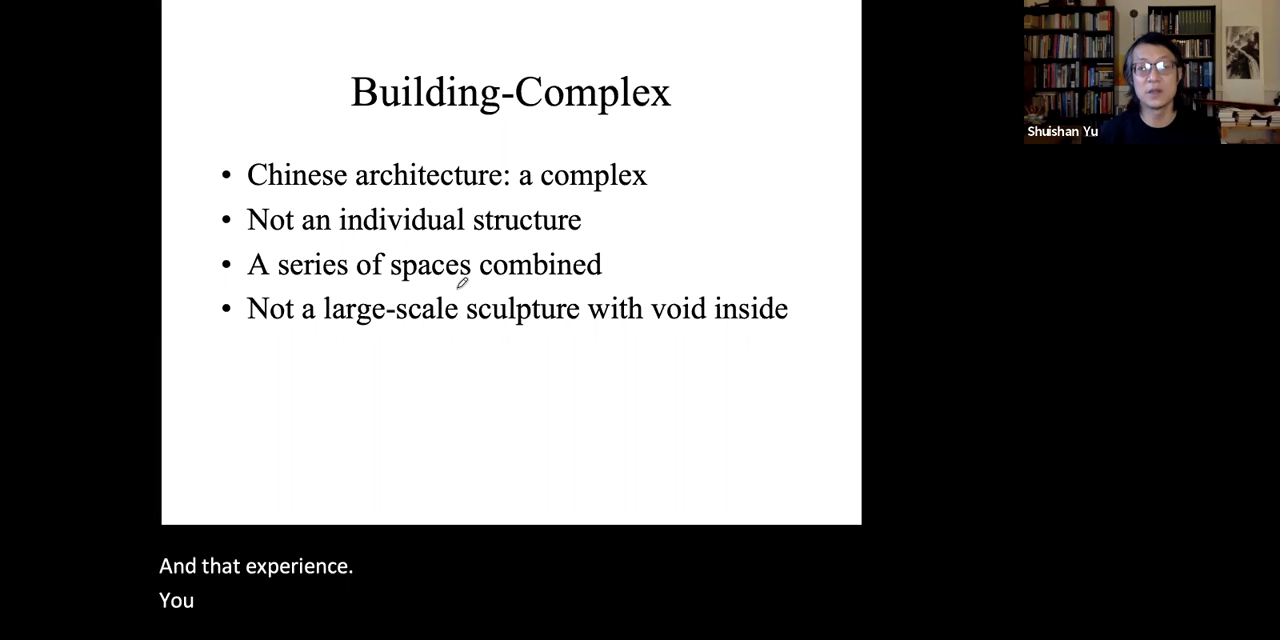 Building-Complex
• Chinese architecture: a complex
• Not an individual structure
• A series of spaces combined
• Not a large-scale sculpture with void inside
Shuishan Yu
And that experience.
You